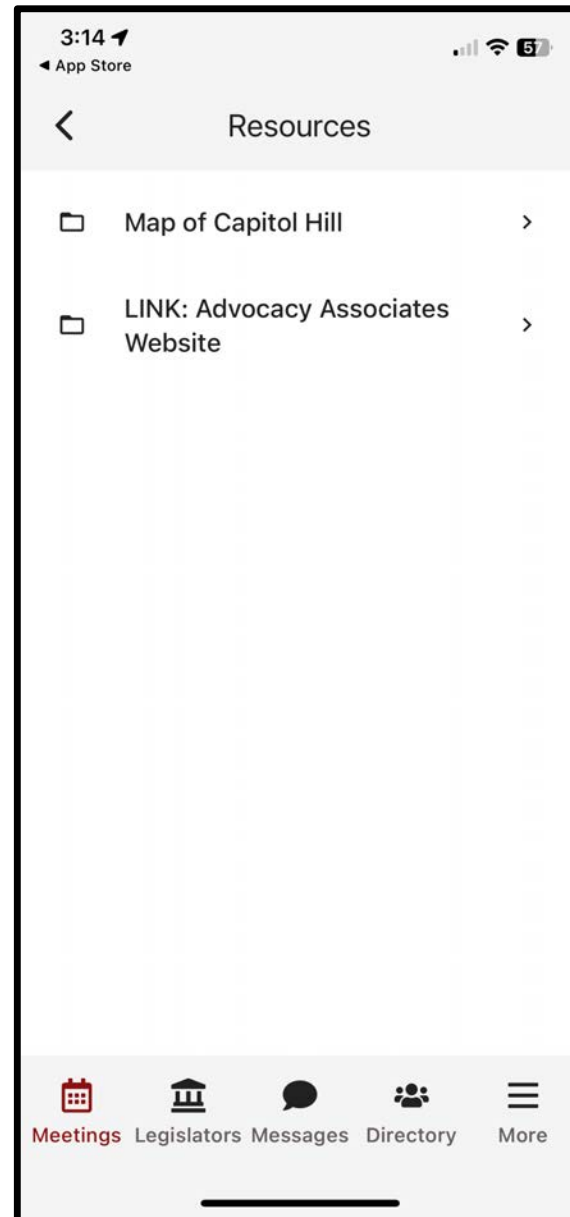 3:14
57
◀ App Store
Resources
Map of Capitol Hill
LINK: Advocacy Associates
Website
Meetings Legislators Messages Directory More